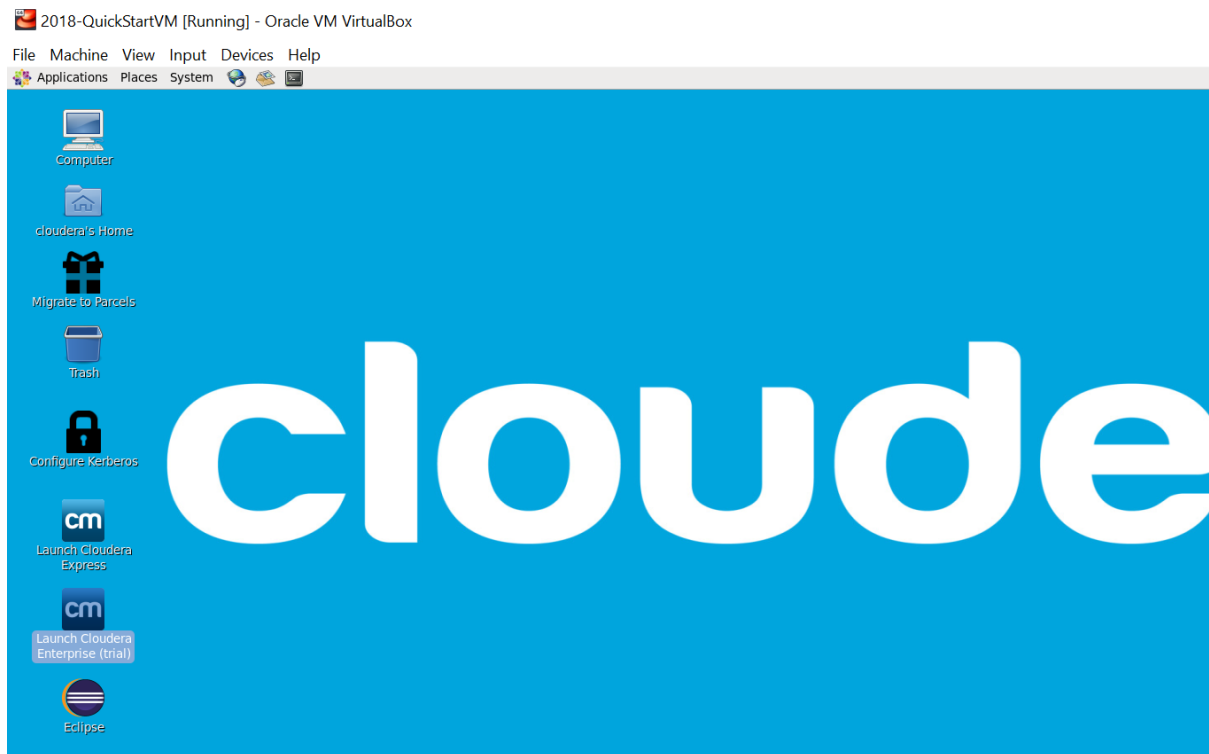 2018-QuickStartVM [Running] - Oracle VM VirtualBox
File Machine View Input Devices Help
Applications Places System
Computer
cloudera's Home
Migrate to Parcels
Trash
Configure Kerberos
cm
Launch Cloudera
Express
cm
Launch Cloudera
Enterprise (trial)
Eclipse
cloude